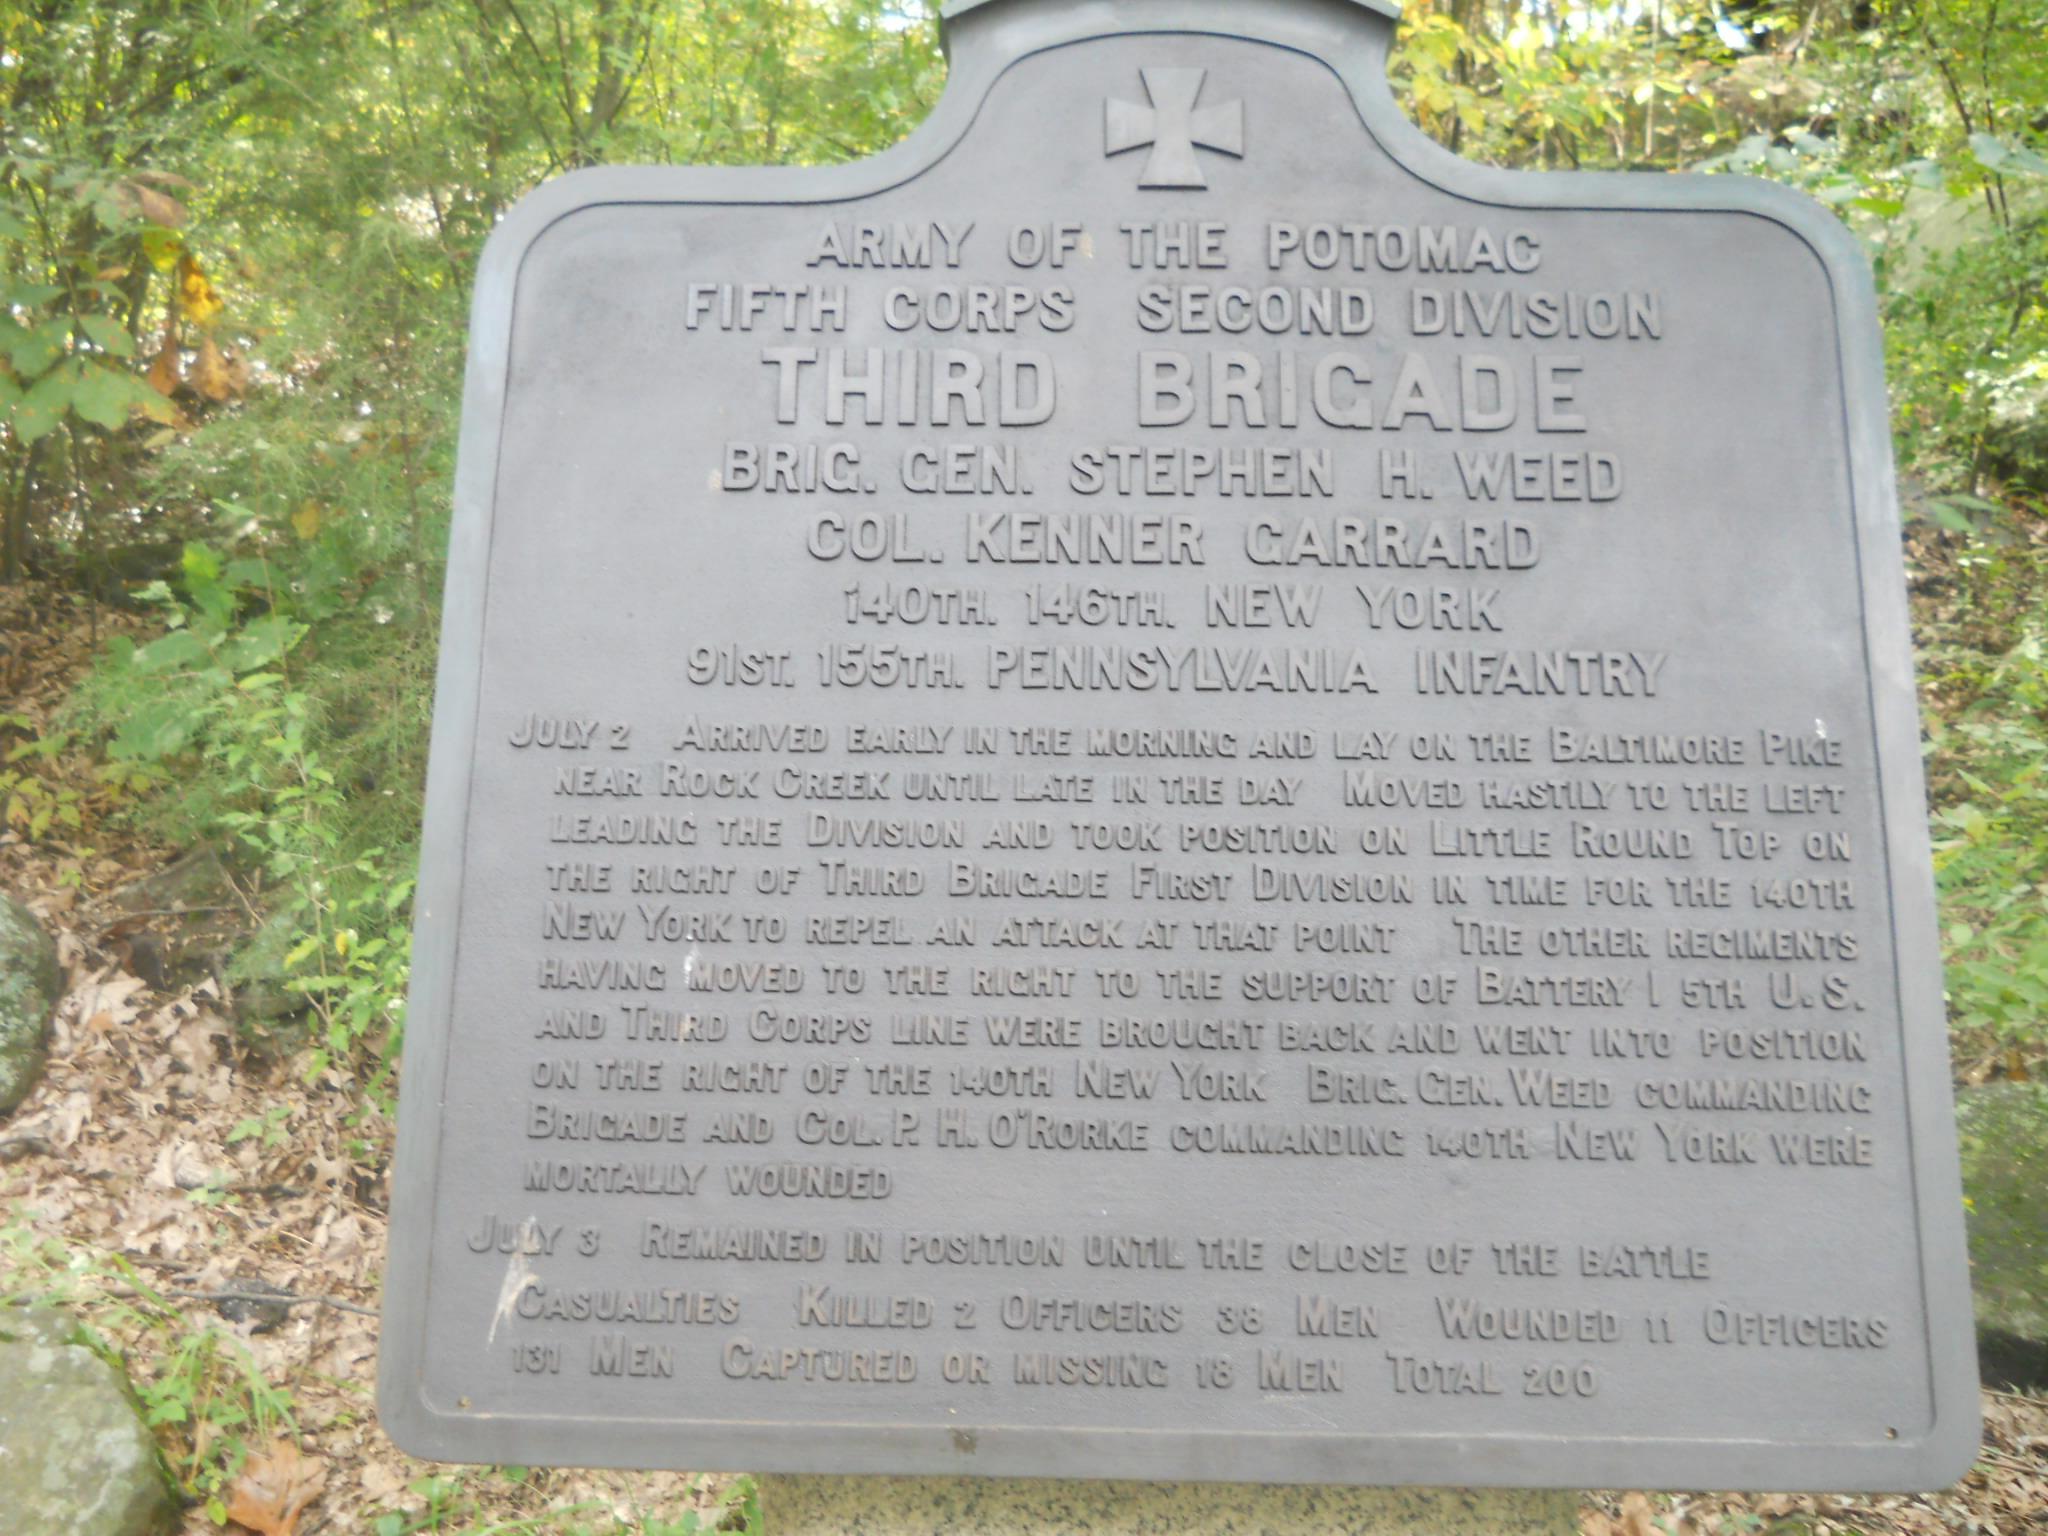 ARMY OF THE POTOMAC
FIFTH CORPS SECOND DIVISION
THIRD BRIGADE
BRIG. GEN. STEPHEN H. WEED
COL. KENNER GARRARD
140TH. 146TH. NEW YORK
91ST. 155TH. PENNSYLVANIA INFANTRY
JULY 2 ARRIVED EARLY IN THE MORNING AND LAY ON THE BALTIMORE PIKE
NEAR ROCK CREEK UNTIL LATE IN THE DAY MOVED HASTILY TO THE LEFT
LEADING THE DIVISION AND TOOK POSITION ON LITTLE ROUND TOP ON
THE RIGHT OF THIRD BRIGADE FIRST DIVISION IN TIME FOR THE 140TH
NEW YORK TO REPEL AN ATTACK AT THAT POINT THE OTHER REGIMENTS
HAVING MOVED TO THE RIGHT TO THE SUPPORT OF BATTERY I 5TH U.S.
AND THIRD CORPS LINE WERE BROUGHT BACK AND WENT INTO POSITION
ON THE RIGHT OF THE 140TH NEW YORK BRIG. GEN. WEED COMMANDING
BRIGADE AND COL. P. H. O'RORKE COMMANDING 140TH NEW YORK WERE
MORTALLY WOUNDED
JULY 3 REMAINED IN POSITION UNTIL THE CLOSE OF THE BATTLE
CASUALTIES KILLED 2 OFFICERS 38 MEN WOUNDED 11 OFFICERS
131 MEN CAPTURED OR MISSING 18 MEN TOTAL 200